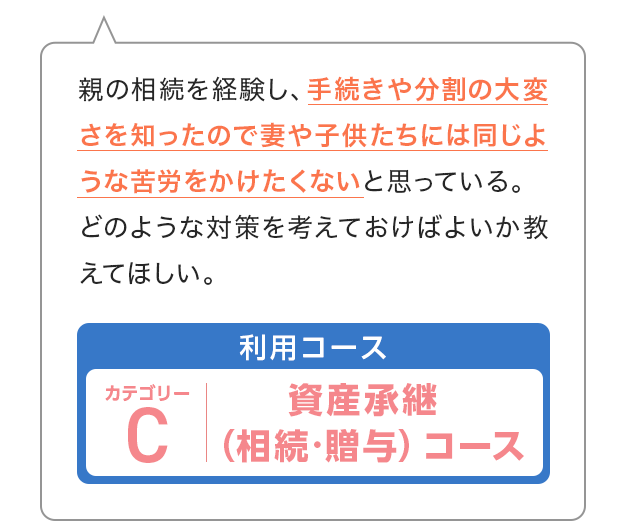 親の相続を経験し、手続きや分割の大変
さを知ったので妻や子供たちには同じよ
うな苦労をかけたくないと思っている。
どのような対策を考えておけばよいか教
えてほしい。
利用コース
カテゴリー
C
資産承継
（相続・贈与）コース